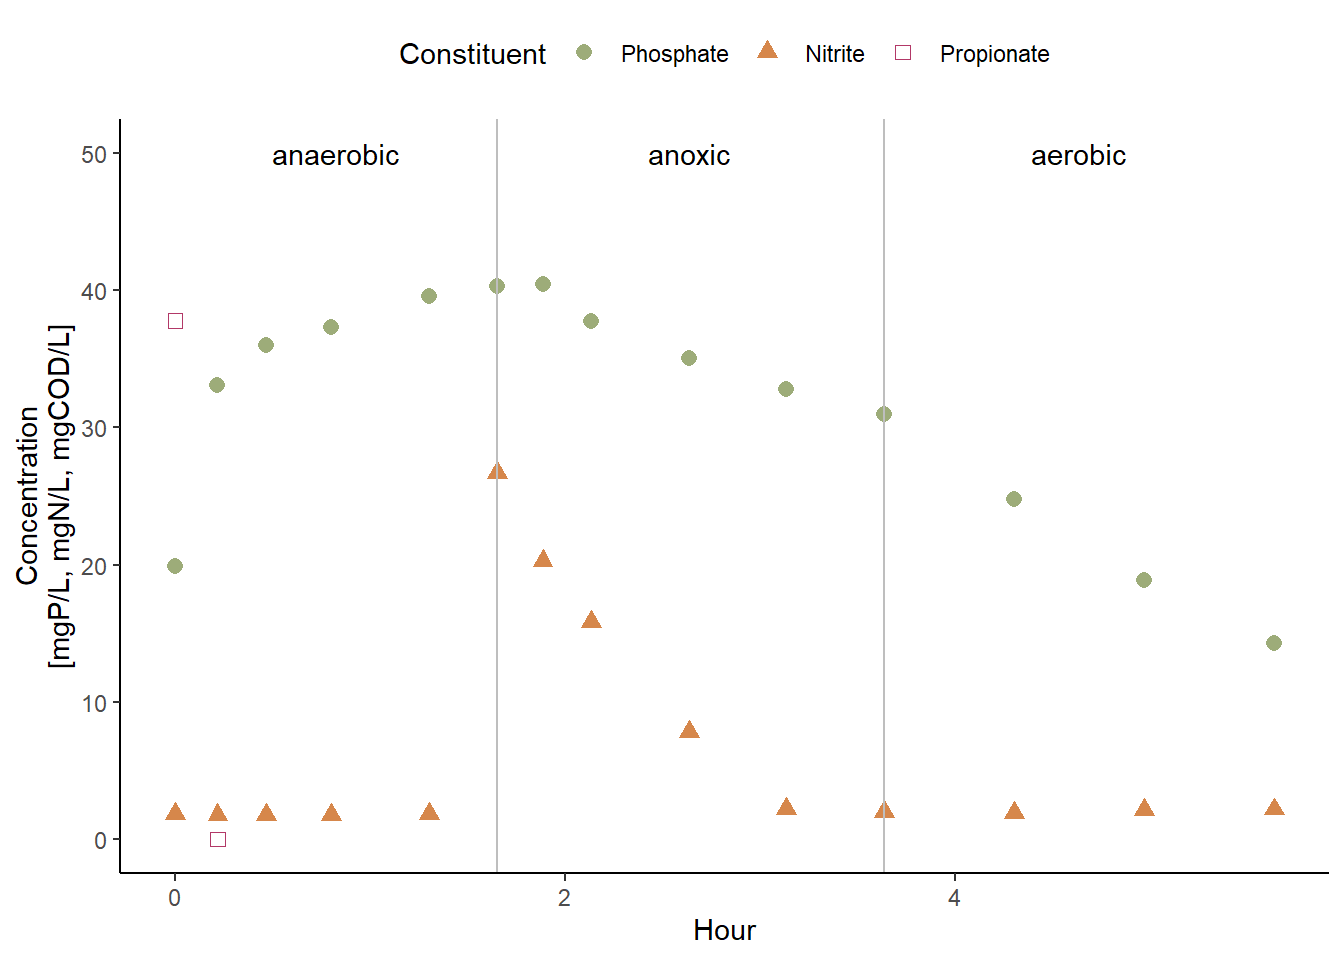 Constituent Phosphate Nitrite Propionate
anaerobic anoxic aerobic
50
40
30
20
10
0
Concentration
[mgP/L, mgN/L, mgCOD/L]
0 2 4
Hour